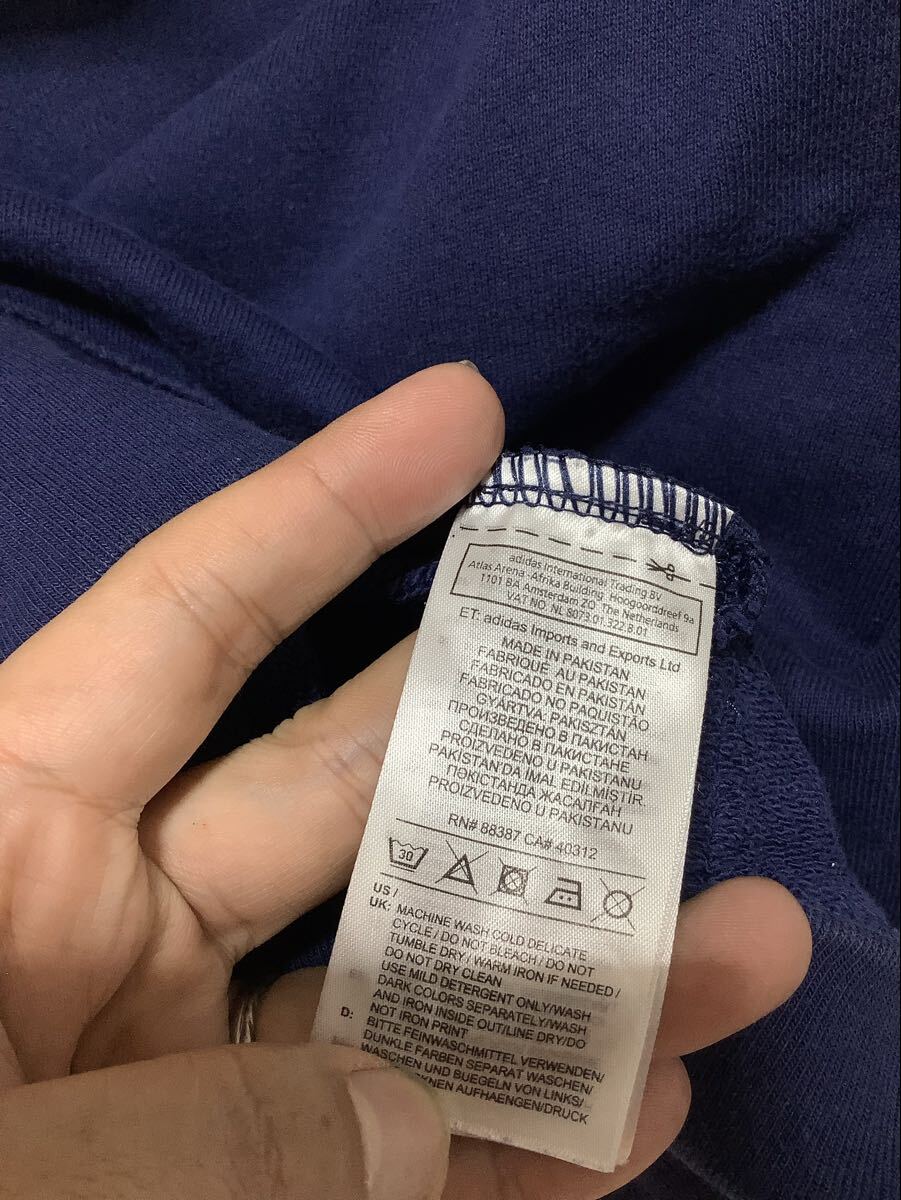 adidas International Trading BV
Atlas Arena - Afrika Building Hoogoorddreef 9a
1101 BA Amsterdam ZO The Netherlands
VAT NO. NL 8073.01.322.B.01
ET: adidas Imports and Exports Ltd
MADE IN PAKISTAN
FABRIQUE AU PAKISTAN
FABRICADO EN PAKISTÁN
FABRICADO NO PAQUISTÃO
GYÁRTVA: PAKISZTÁN
ПРОИЗВЕДЕНО В ПАКИСТАН
СДЕЛАНО В ПАКИСТАНЕ
PROIZVEDENO U PAKISTANU
PAKİSTAN'DA İMAL EDİLMİŞTİR.
ПӘКІСТАНДА ЖАСАЛҒАН
PROIZVEDENO U PAKISTANU
RN# 88387 CA# 40312
30
US /
UK: MACHINE WASH COLD DELICATE
CYCLE / DO NOT BLEACH / DO NOT
TUMBLE DRY / WARM IRON IF NEEDED /
DO NOT DRY CLEAN
USE MILD DETERGENT ONLY/WASH
DARK COLORS SEPARATELY/WASH
AND IRON INSIDE OUT/LINE DRY/DO
NOT IRON PRINT
D: BITTE FEINWASCHMITTEL VERWENDEN/
DUNKLE FARBEN SEPARAT WASCHEN/
WASCHEN UND BUEGELN VON LINKS/
AUFHAENGEN/DRUCK